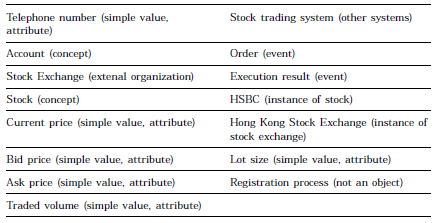 Telephone number (simple value, attribute)
Stock trading system (other systems)
Account (concept)
Order (event)
Stock Exchange (extenal organization)
Execution result (event)
Stock (concept)
HSBC (instance of stock)
Current price (simple value, attribute)
Hong Kong Stock Exchange (instance of stock exchange)
Bid price (simple value, attribute)
Lot size (simple value, attribute)
Ask price (simple value, attribute)
Registration process (not an object)
Traded volume (simple value, attribute)